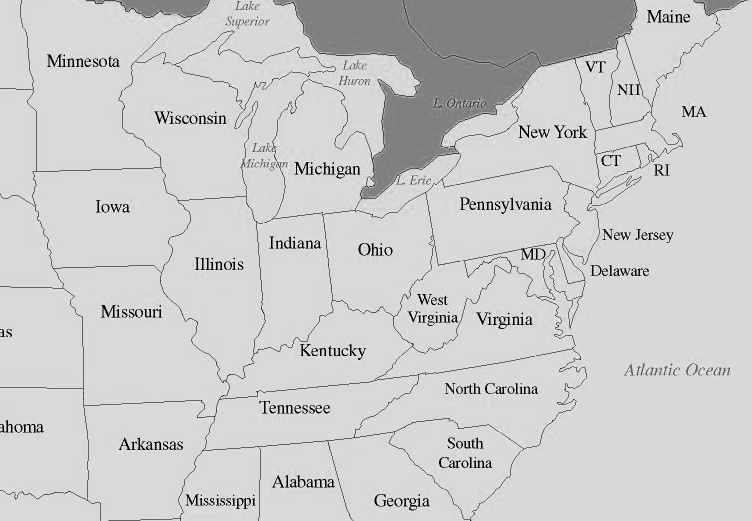 Lake
Superior
Maine
Minnesota
VT
Lake
Huron
NH
L. Ontario
MA
Wisconsin
New York
Lake
Michigan
Michigan
CT
RI
L. Erie
Iowa
Pennsylvania
New Jersey
Indiana
Ohio
MD
Illinois
Delaware
West
Virginia
Missouri
Virginia
as
Kentucky
Atlantic Ocean
North Carolina
Tennessee
ahoma
Arkansas
South
Carolina
Alabama
Mississippi
Georgia